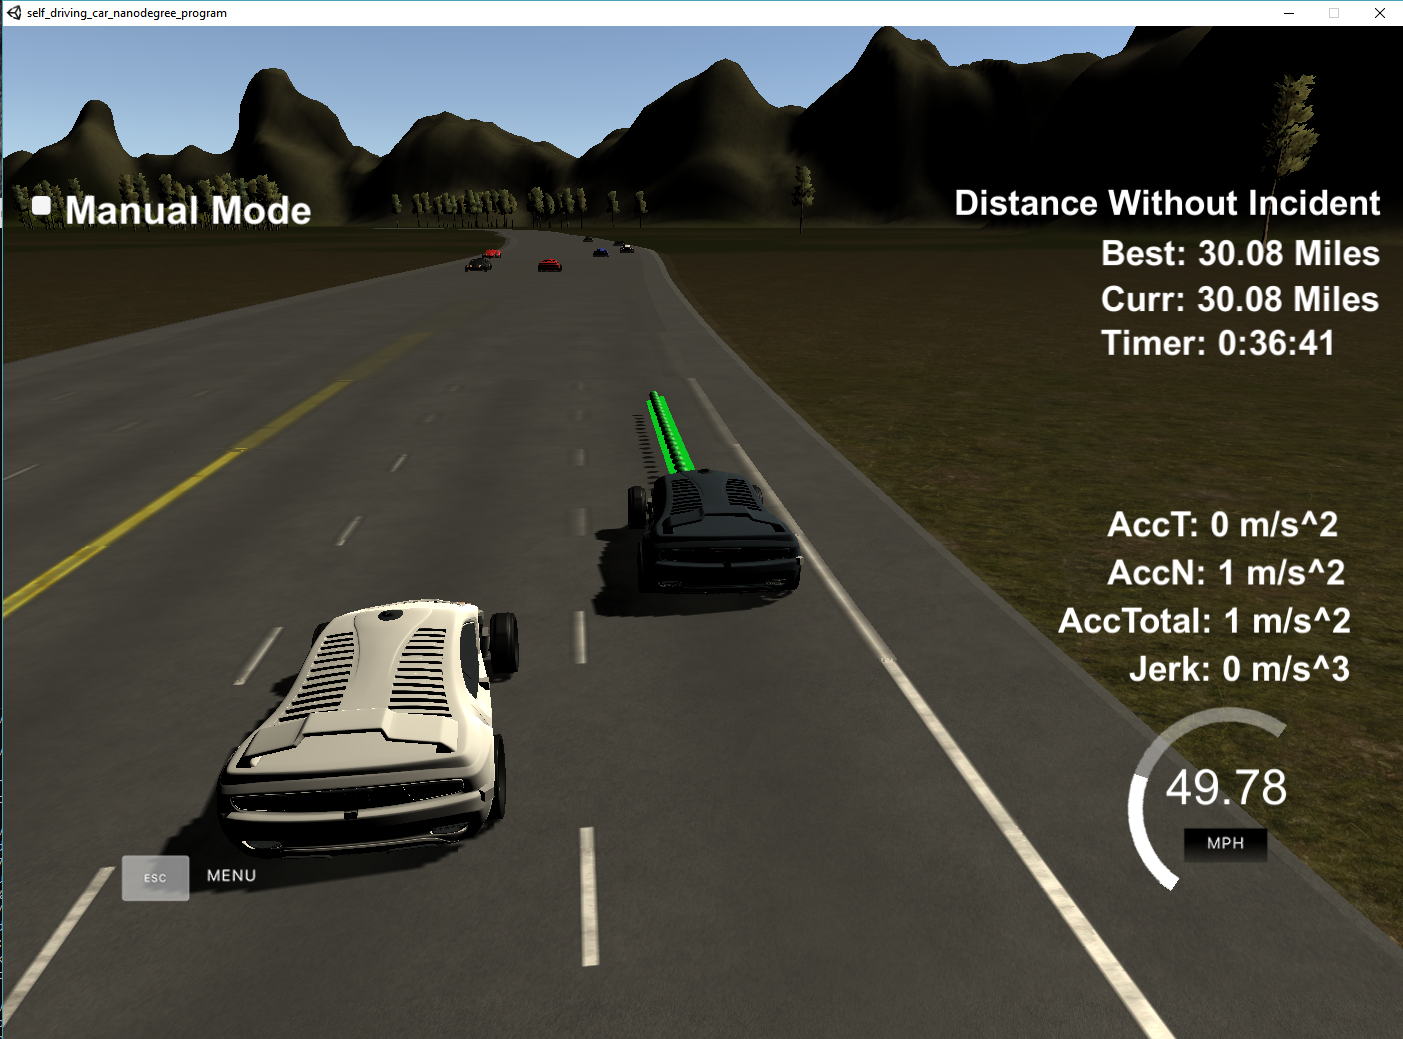 self_driving_car_nanodegree_program
Manual Mode
Distance Without Incident
Best: 30.08 Miles
Curr: 30.08 Miles
Timer: 0:36:41
AccT: 0 m/s^2
AccN: 1 m/s^2
AccTotal: 1 m/s^2
Jerk: 0 m/s^3
49.78
MPH
ESC MENU